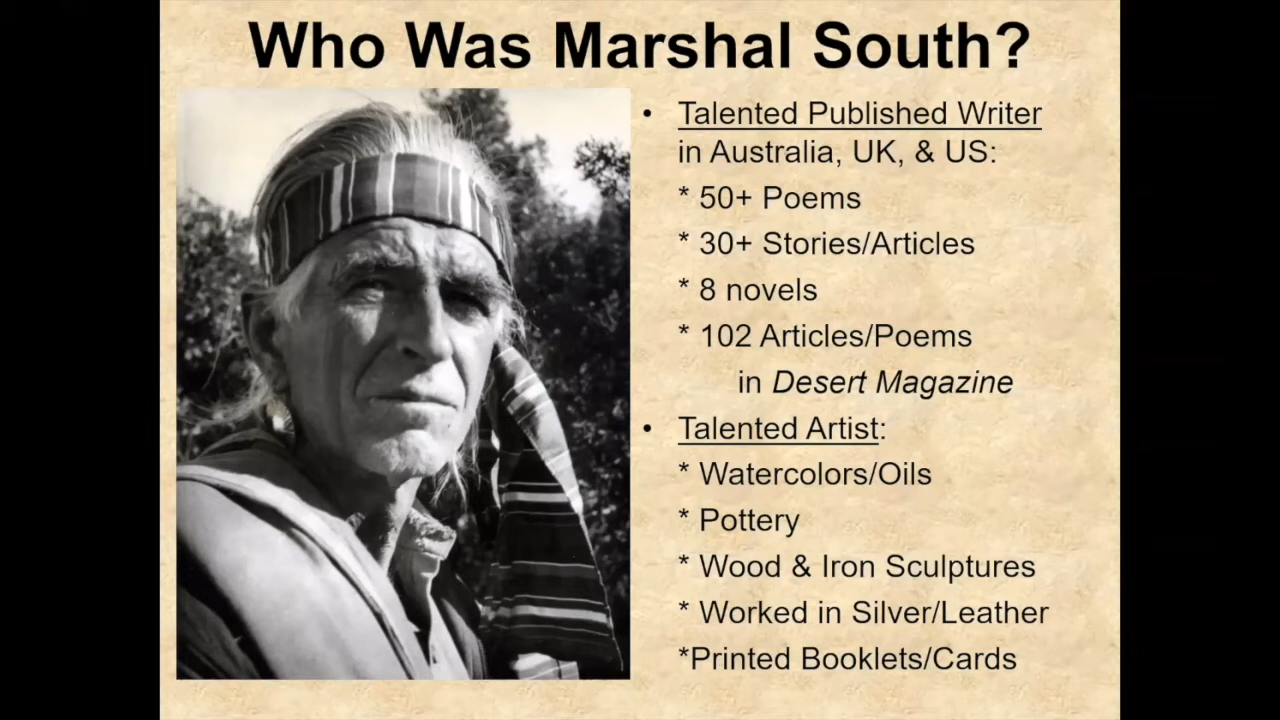 Who Was Marshal South?
• Talented Published Writer
in Australia, UK, & US:
* 50+ Poems
* 30+ Stories/Articles
* 8 novels
* 102 Articles/Poems
in Desert Magazine
• Talented Artist:
* Watercolors/Oils
* Pottery
* Wood & Iron Sculptures
* Worked in Silver/Leather
*Printed Booklets/Cards